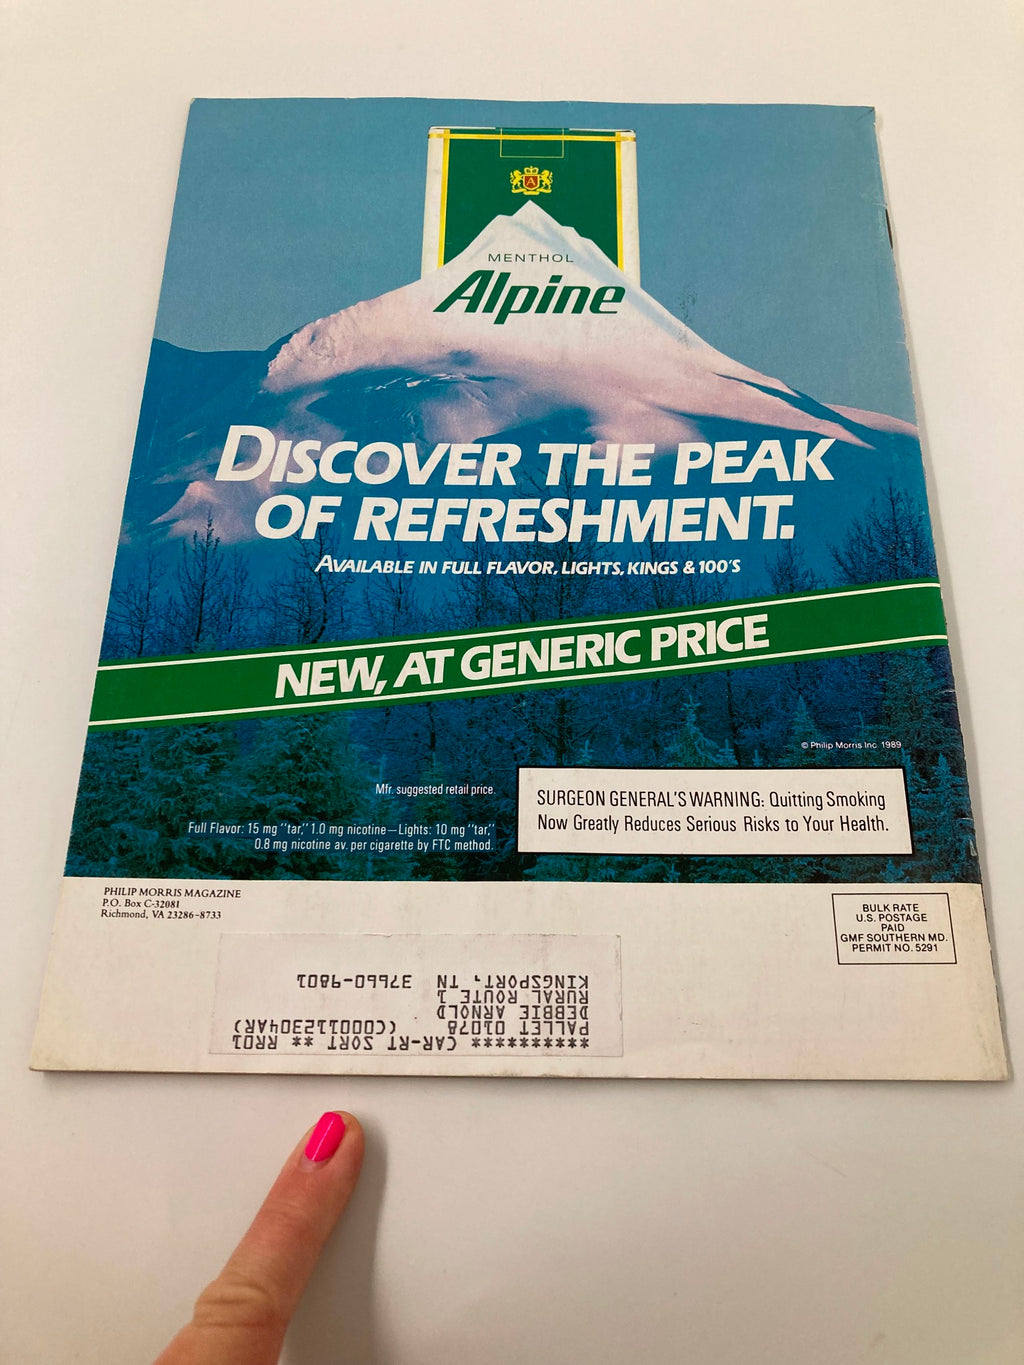 A
MENTHOL
Alpine
DISCOVER THE PEAK
OF REFRESHMENT.
AVAILABLE IN FULL FLAVOR, LIGHTS, KINGS & 100'S
NEW, AT GENERIC PRICE
© Philip Morris Inc. 1989
Mfr. suggested retail price.
Full Flavor: 15 mg "tar," 1.0 mg nicotine—Lights: 10 mg "tar,"
0.8 mg nicotine av. per cigarette by FTC method.
SURGEON GENERAL'S WARNING: Quitting Smoking
Now Greatly Reduces Serious Risks to Your Health.
PHILIP MORRIS MAGAZINE
P.O. Box C-32081
Richmond, VA 23286-8733
BULK RATE
U.S. POSTAGE
PAID
GMF SOUTHERN MD.
PERMIT NO. 5291
********** CAR-RT SORT ** RR01
PALLET 01078 (C000112303H04AR)
DEBBIE ARNOLD
RURAL ROUTE 1
KINGSPORT, TN 37660-9801